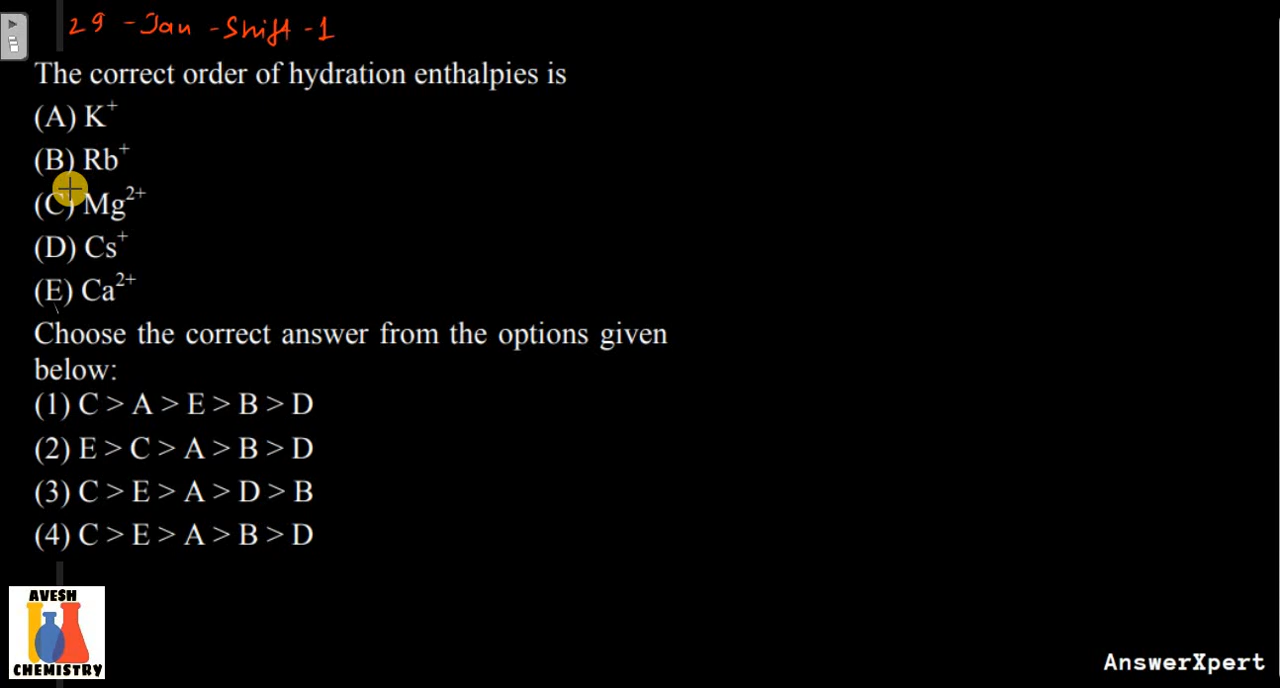 29 - Jan - Shift - 1
The correct order of hydration enthalpies is
(A) K⁺
(B) Rb⁺
(C) Mg²⁺
(D) Cs⁺
(E) Ca²⁺
Choose the correct answer from the options given
below:
(1) C > A > E > B > D
(2) E > C > A > B > D
(3) C > E > A > D > B
(4) C > E > A > B > D
AVESH
CHEMISTRY
AnswerXpert